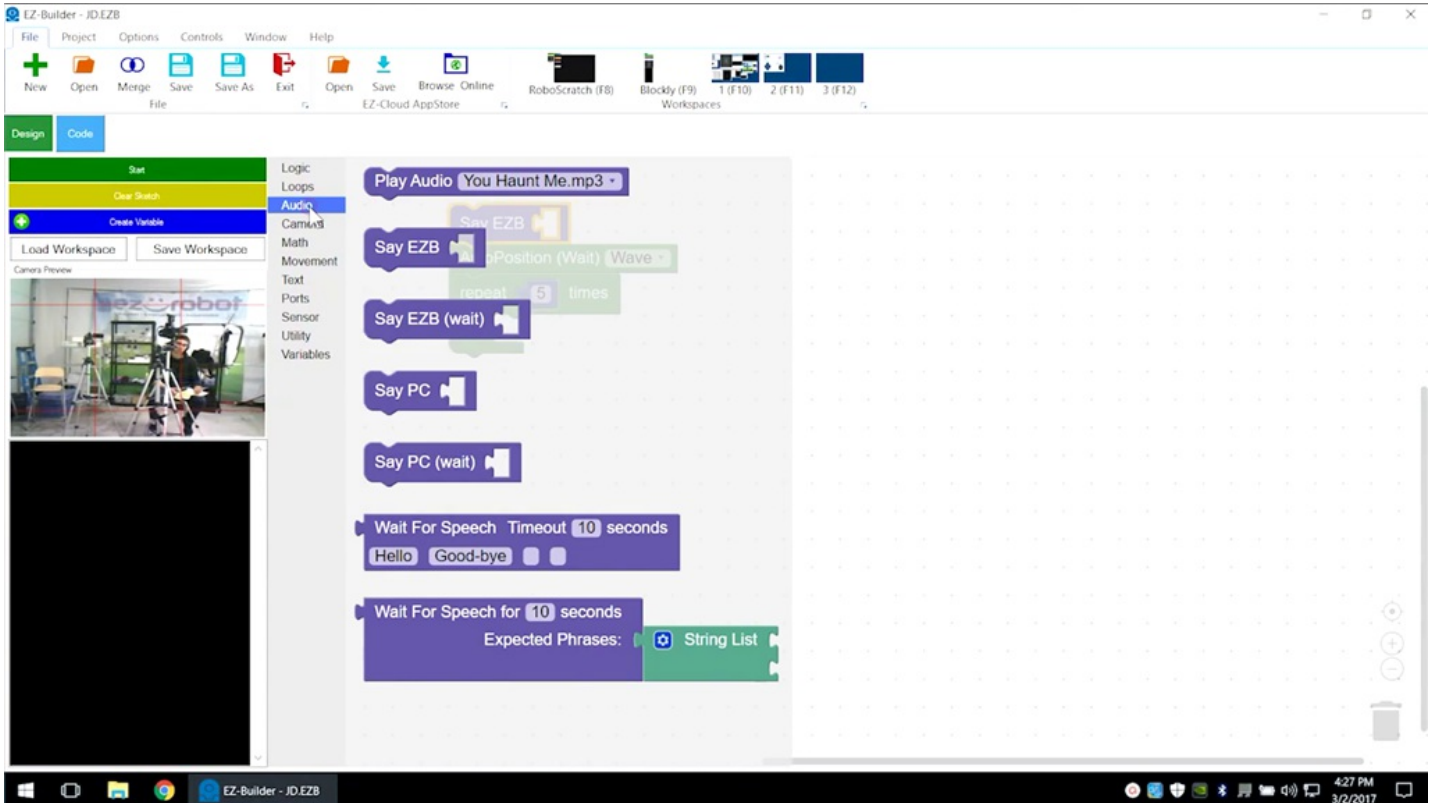 EZ-Builder - JD.EZB
File Project Options Controls Window Help
New Open Merge Save Save As Exit Open Save Browse Online RoboScratch (F8) Blockly (F9) 1 (F10) 2 (F11) 3 (F12)
File EZ-Cloud AppStore Workspaces
Design Code
Start
Clear Sketch
Create Variable
Load Workspace Save Workspace
Camera Preview
ez robot
Logic
Loops
Audio
Camera
Math
Movement
Text
Ports
Sensor
Utility
Variables
Play Audio You Haunt Me.mp3
Say EZB
Say EZB
AutoPosition (Wait) Wave
repeat 5 times
Say EZB (wait)
Say PC
Say PC (wait)
Wait For Speech Timeout 10 seconds
Hello Good-bye
Wait For Speech for 10 seconds
Expected Phrases: String List
EZ-Builder - JD.EZB
4:27 PM
3/2/2017